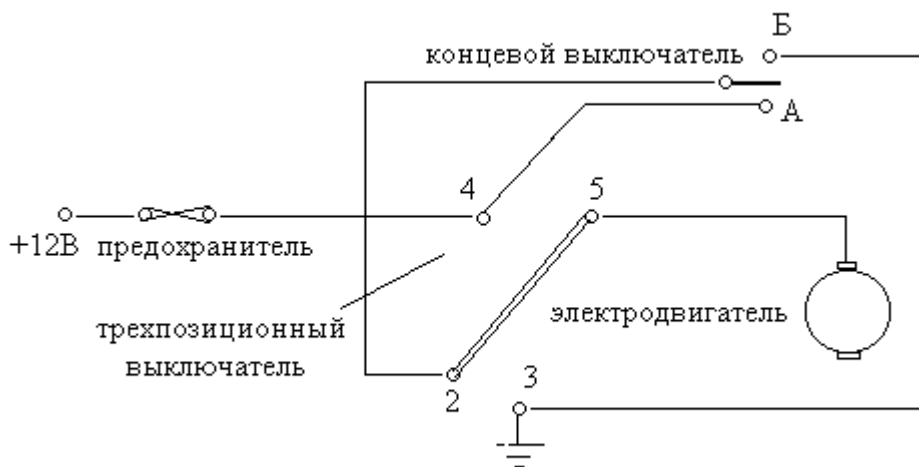 Б
концевой выключатель
А
4
5
+12В предохранитель
трехпозиционный
выключатель
электродвигатель
2
3